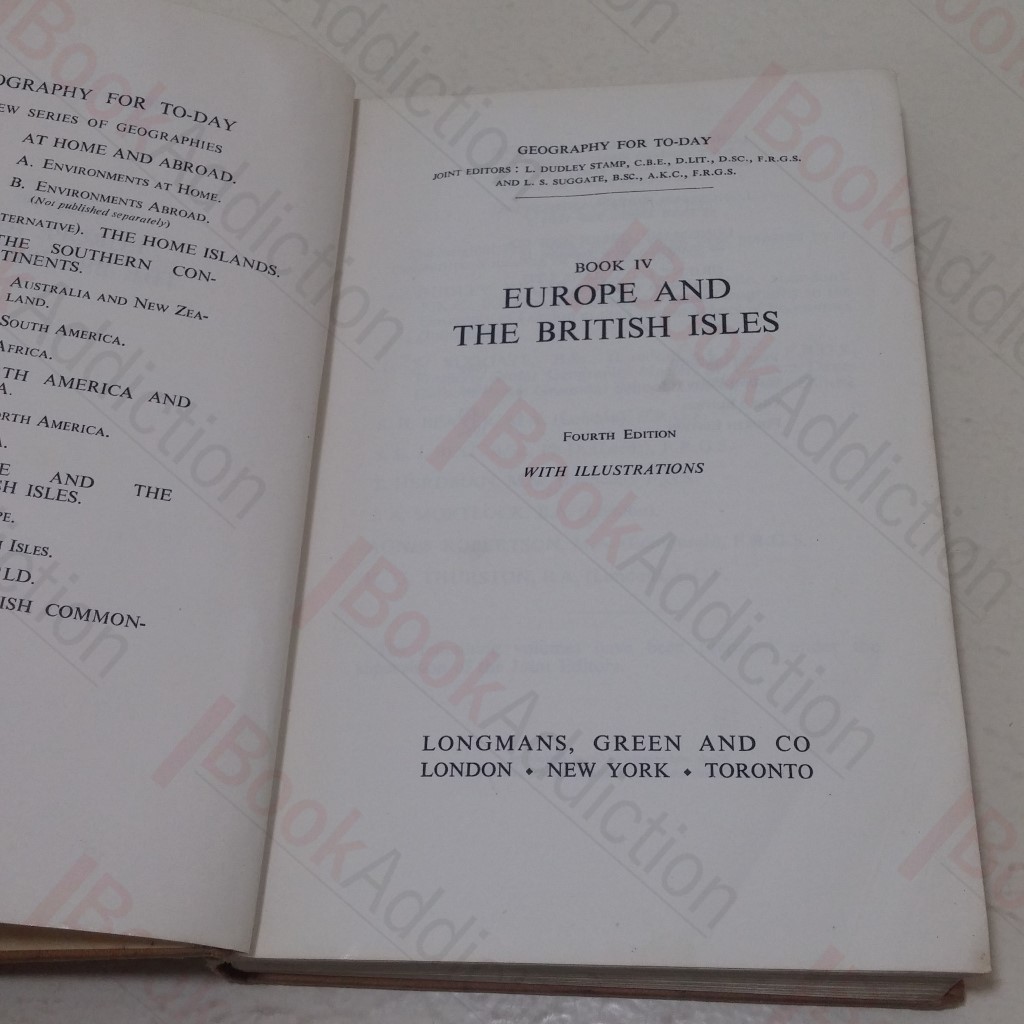 OGRAPHY FOR TO-DAY
EW SERIES OF GEOGRAPHIES
AT HOME AND ABROAD.
A. ENVIRONMENTS AT HOME.
B. ENVIRONMENTS ABROAD.
(Not published separately)
TERNATIVE). THE HOME ISLANDS.
THE SOUTHERN CON-
TINENTS.
AUSTRALIA AND NEW ZEA-
LAND.
SOUTH AMERICA.
AFRICA.
TH AMERICA AND
A.
ORTH AMERICA.
A.
E AND THE
SH ISLES.
PE.
H ISLES.
LD.
ISH COMMON-
GEOGRAPHY FOR TO-DAY
JOINT EDITORS : L. DUDLEY STAMP, C.B.E., D.LIT., D.SC., F.R.G.S.
AND L. S. SUGGATE, B.SC., A.K.C., F.R.G.S.
BOOK IV
EUROPE AND
THE BRITISH ISLES
FOURTH EDITION
WITH ILLUSTRATIONS
LONGMANS, GREEN AND CO
LONDON ♦ NEW YORK ♦ TORONTO
BookAddiction